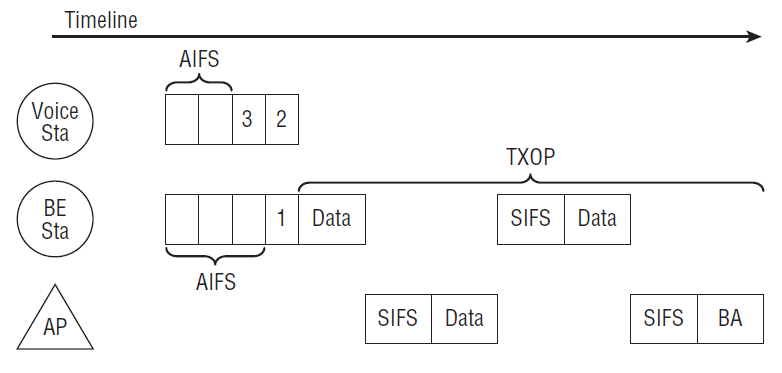 Timeline
AIFS
Voice
Sta
3 2
TXOP
BE
Sta
1 Data SIFS Data
AIFS
AP
SIFS Data SIFS BA